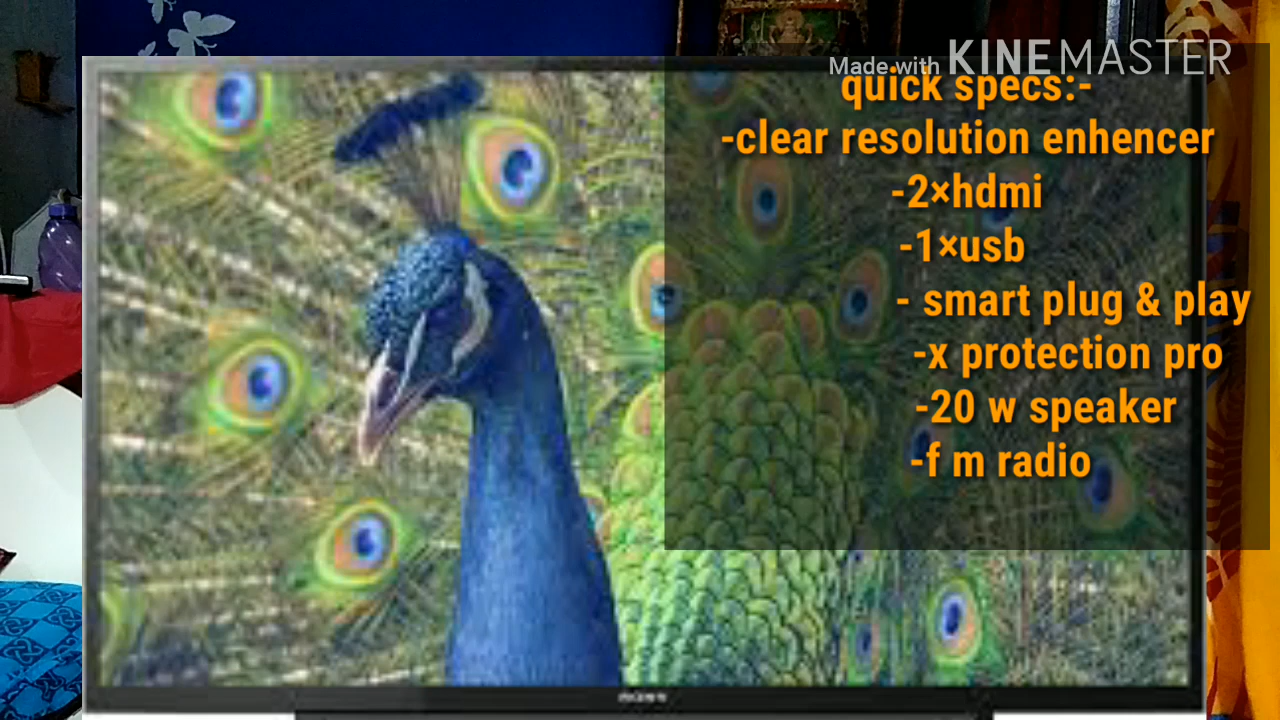 Made with KINEMASTER
quick specs:-
-clear resolution enhencer
-2×hdmi
-1×usb
- smart plug & play
-x protection pro
-20 w speaker
-f m radio